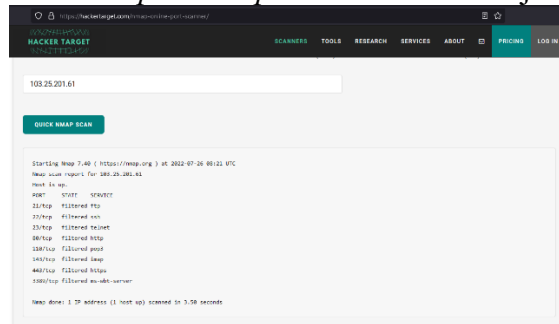 https://hackertarget.com/nmap-online-port-scanner/
HACKER TARGET
SCANNERS TOOLS RESEARCH SERVICES ABOUT PRICING LOG IN
103.25.201.61
QUICK NMAP SCAN
Starting Nmap 7.40 ( https://nmap.org ) at 2022-07-26 08:21 UTC
Nmap scan report for 103.25.201.61
Host is up.
PORT STATE SERVICE
21/tcp filtered ftp
22/tcp filtered ssh
23/tcp filtered telnet
80/tcp filtered http
110/tcp filtered pop3
143/tcp filtered imap
443/tcp filtered https
3389/tcp filtered ms-wbt-server
Nmap done: 1 IP address (1 host up) scanned in 3.50 seconds